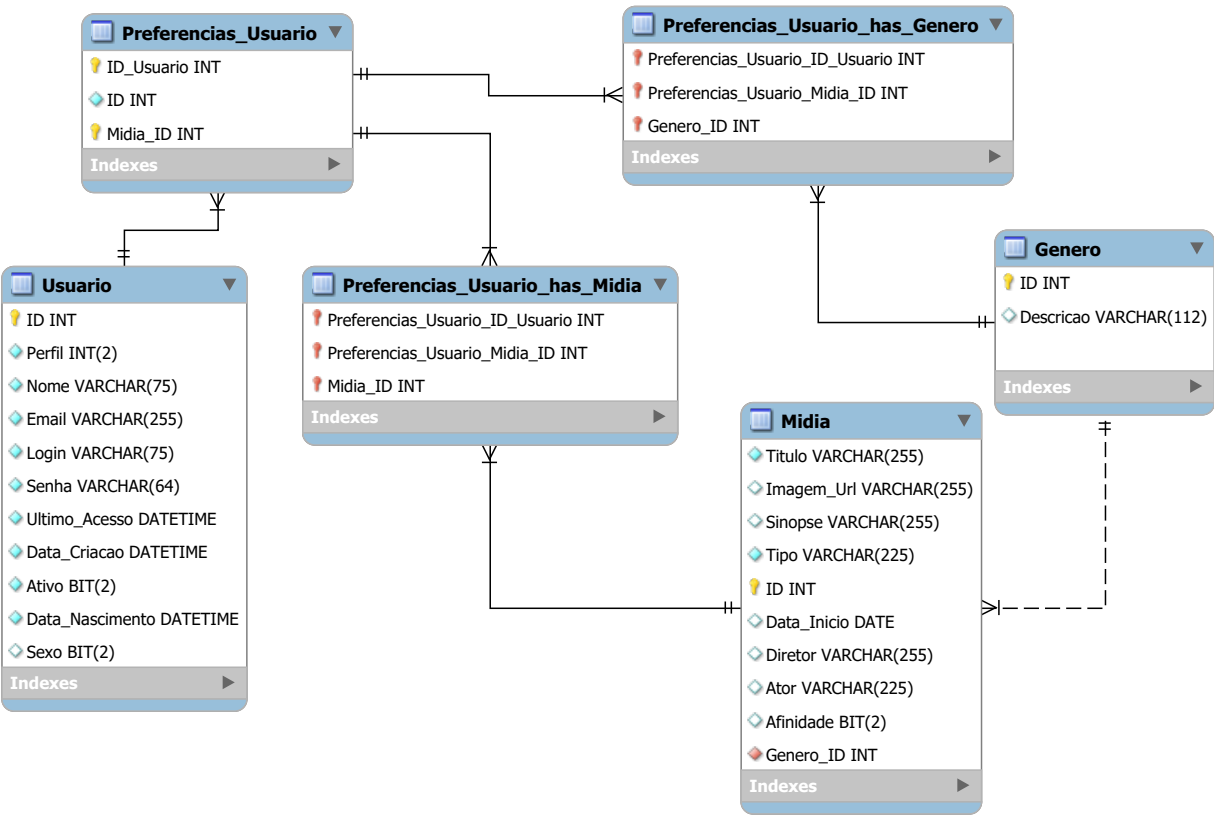 Preferencias_Usuario
ID_Usuario INT
ID INT
Midia_ID INT
Indexes
Preferencias_Usuario_has_Genero
Preferencias_Usuario_ID_Usuario INT
Preferencias_Usuario_Midia_ID INT
Genero_ID INT
Indexes
Usuario
ID INT
Perfil INT(2)
Nome VARCHAR(75)
Email VARCHAR(255)
Login VARCHAR(75)
Senha VARCHAR(64)
Ultimo_Acesso DATETIME
Data_Criacao DATETIME
Ativo BIT(2)
Data_Nascimento DATETIME
Sexo BIT(2)
Indexes
Preferencias_Usuario_has_Midia
Preferencias_Usuario_ID_Usuario INT
Preferencias_Usuario_Midia_ID INT
Midia_ID INT
Indexes
Genero
ID INT
Descricao VARCHAR(112)
Indexes
Midia
Titulo VARCHAR(255)
Imagem_Url VARCHAR(255)
Sinopse VARCHAR(255)
Tipo VARCHAR(225)
ID INT
Data_Inicio DATE
Diretor VARCHAR(255)
Ator VARCHAR(225)
Afinidade BIT(2)
Genero_ID INT
Indexes